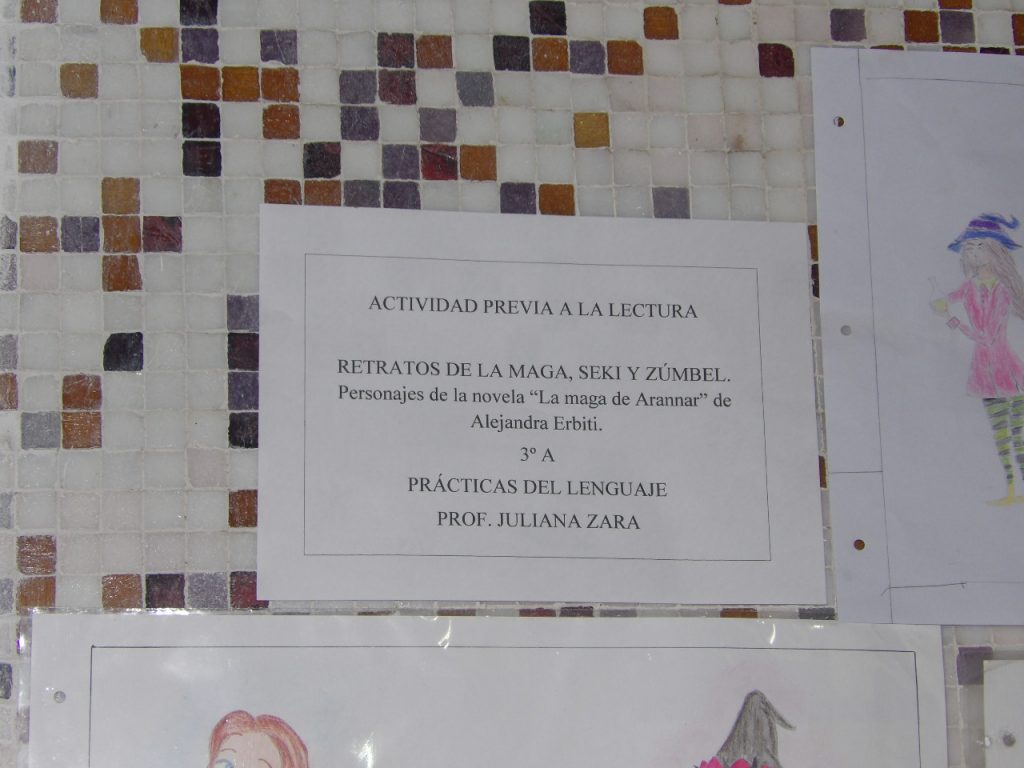 ACTIVIDAD PREVIA A LA LECTURA
RETRATOS DE LA MAGA, SEKI Y ZÚMBEL.
Personajes de la novela “La maga de Arannar” de
Alejandra Erbiti.
3º A
PRÁCTICAS DEL LENGUAJE
PROF. JULIANA ZARA